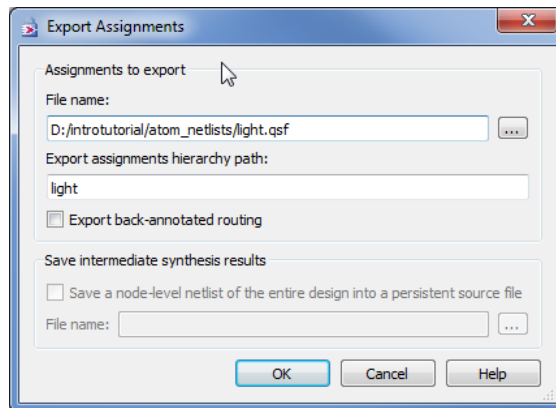 Export Assignments
Assignments to export
File name:
D:/introtutorial/atom_netlists/light.qsf
...
Export assignments hierarchy path:
light
Export back-annotated routing
Save intermediate synthesis results
Save a node-level netlist of the entire design into a persistent source file
File name:
...
OK Cancel Help